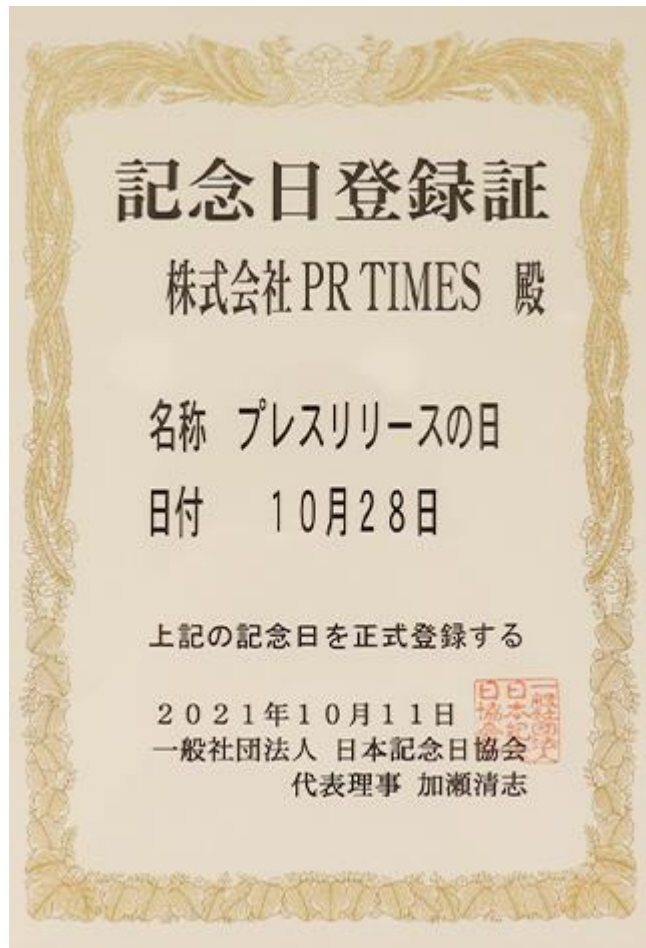 記念日登録証
株式会社 PR TIMES 殿
名称 プレスリリースの日
日付 10月28日
上記の記念日を正式登録する
2021年10月11日
一般社団法人 日本記念日協会
代表理事 加瀬清志